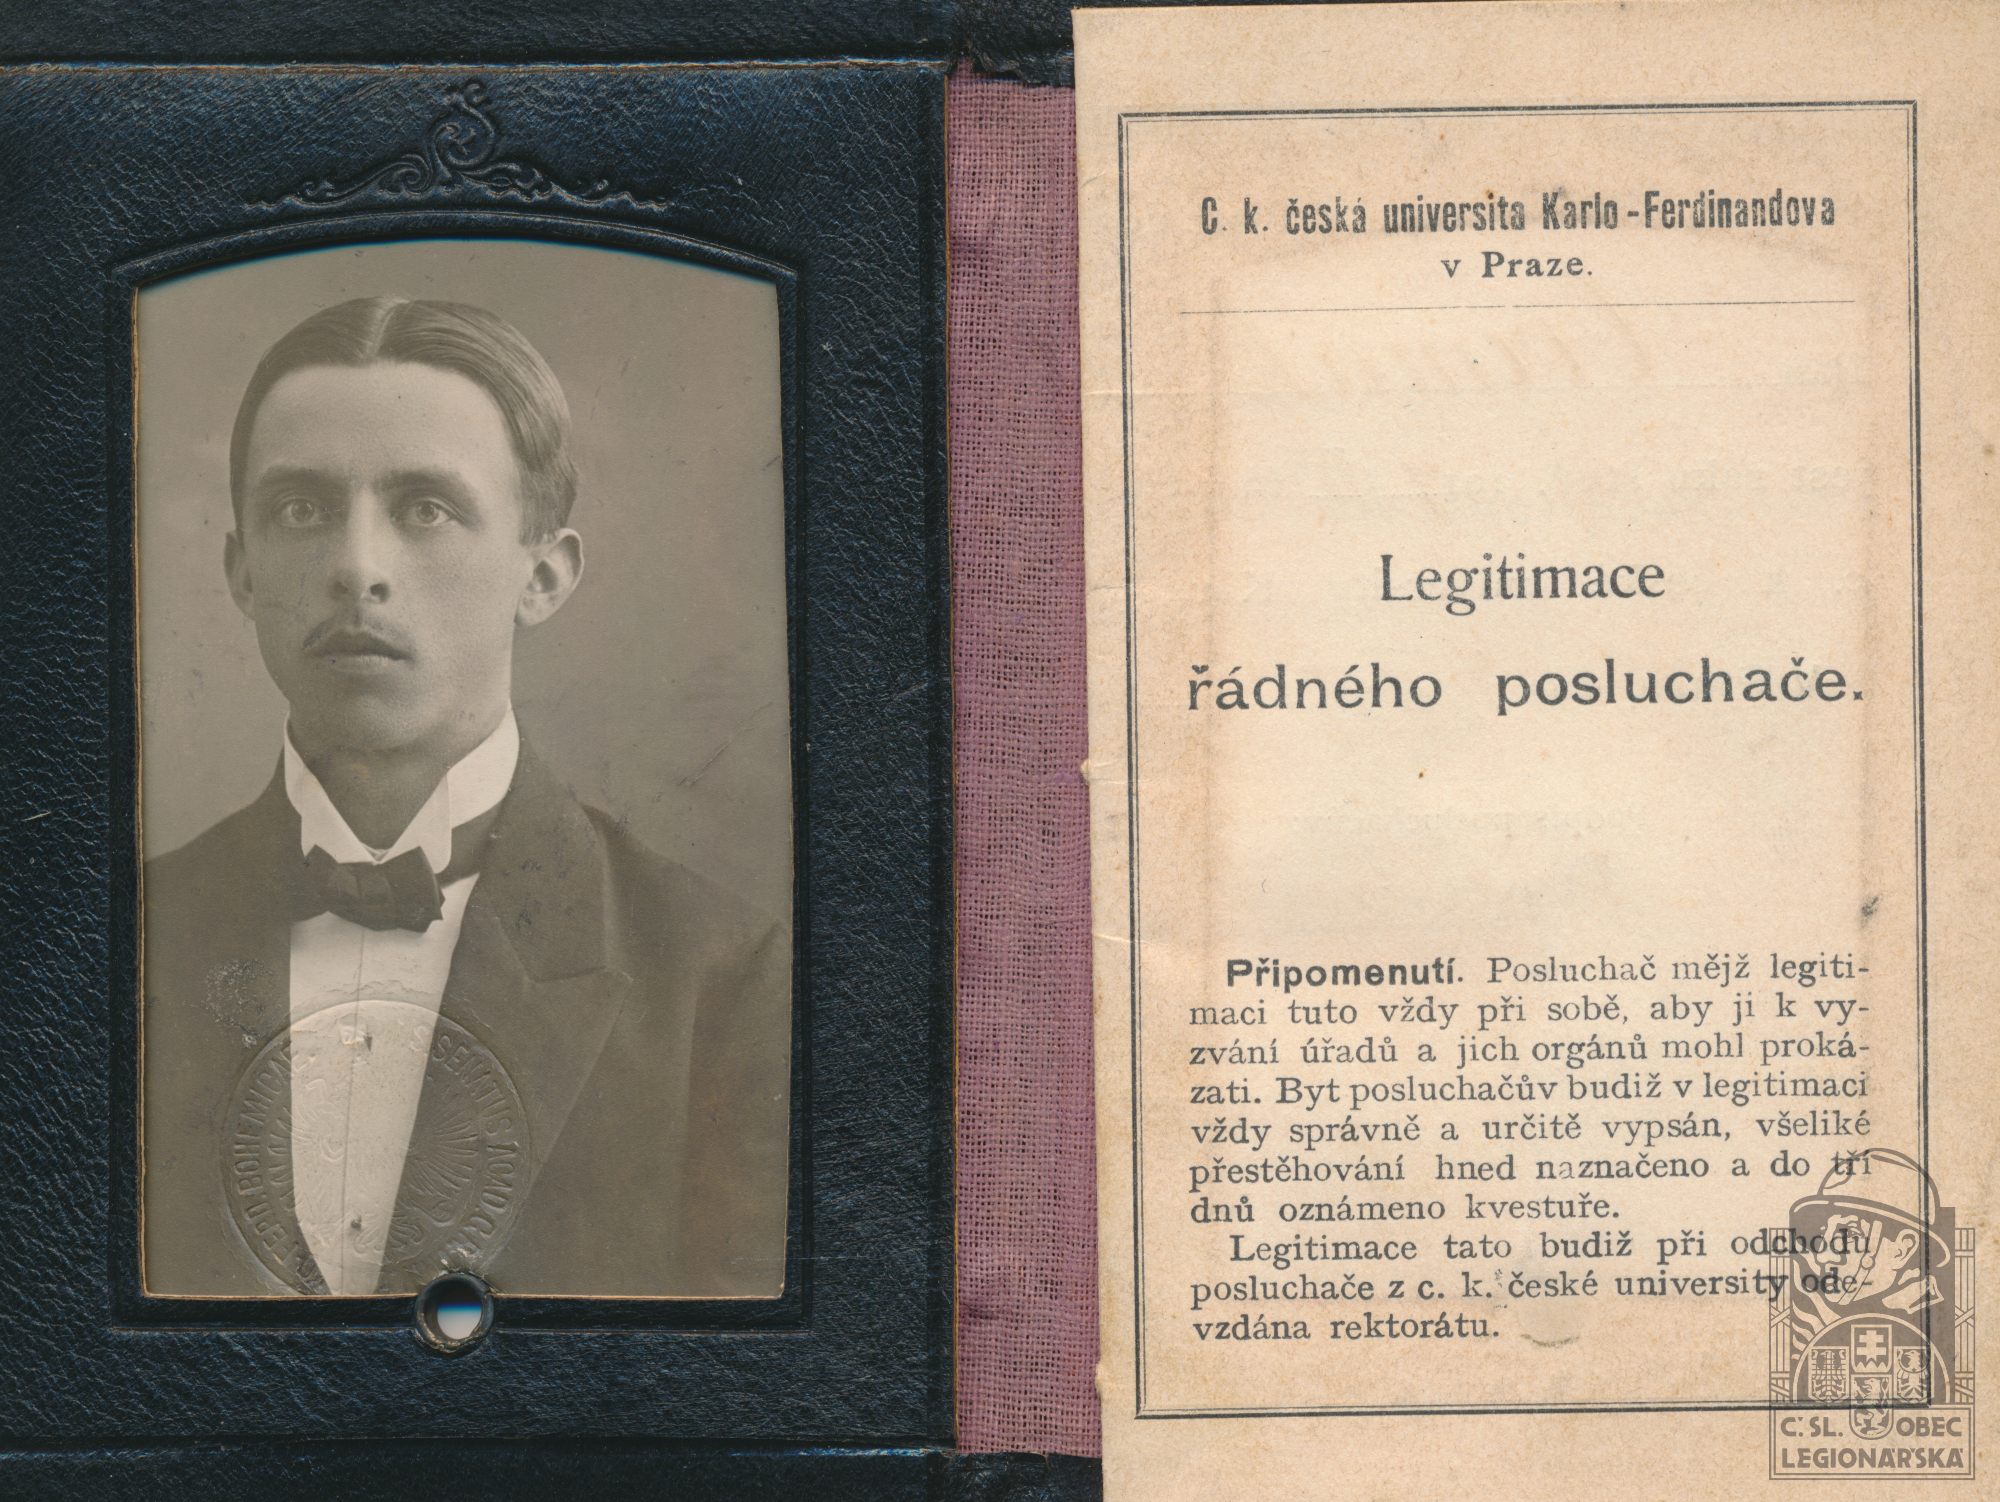 C. k. česká universita Karlo-Ferdinandova
v Praze.
Legitimace
řádného posluchače.
Připomenutí. Posluchač mějž legiti-
maci tuto vždy při sobě, aby ji k vy-
zvání úřadů a jich orgánů mohl proká-
zati. Byt posluchačův budiž v legitimaci
vždy správně a určitě vypsán, všeliké
přestěhování hned naznačeno a do tří
dnů oznámeno kvestuře.
Legitimace tato budiž při odchodu
posluchače z c. k. české university ode-
vzdána rektorátu.
BOHEMICAE
SENATUS ACAD
Č. SL. OBEC
LEGIONÁŘSKÁ